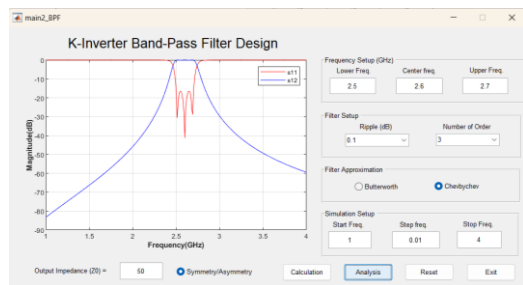 main2_BPF
K-Inverter Band-Pass Filter Design
s11
s12
0
-10
-20
-30
-40
-50
-60
-70
-80
-90
Magnitude(dB)
1 1.5 2 2.5 3 3.5 4
Frequency(GHz)
Frequency Setup (GHz)
Lower Freq. Center freq. Upper Freq.
2.5 2.6 2.7
Filter Setup
Ripple (dB) Number of Order
0.1 3
Filter Approximation
Butterworth Chebychev
Simulation Setup
Start Freq. Step freq. Stop Freq.
1 0.01 4
Output Impedance (Z0) = 50 Symmetry/Asymmetry Calculation Analysis Reset Exit